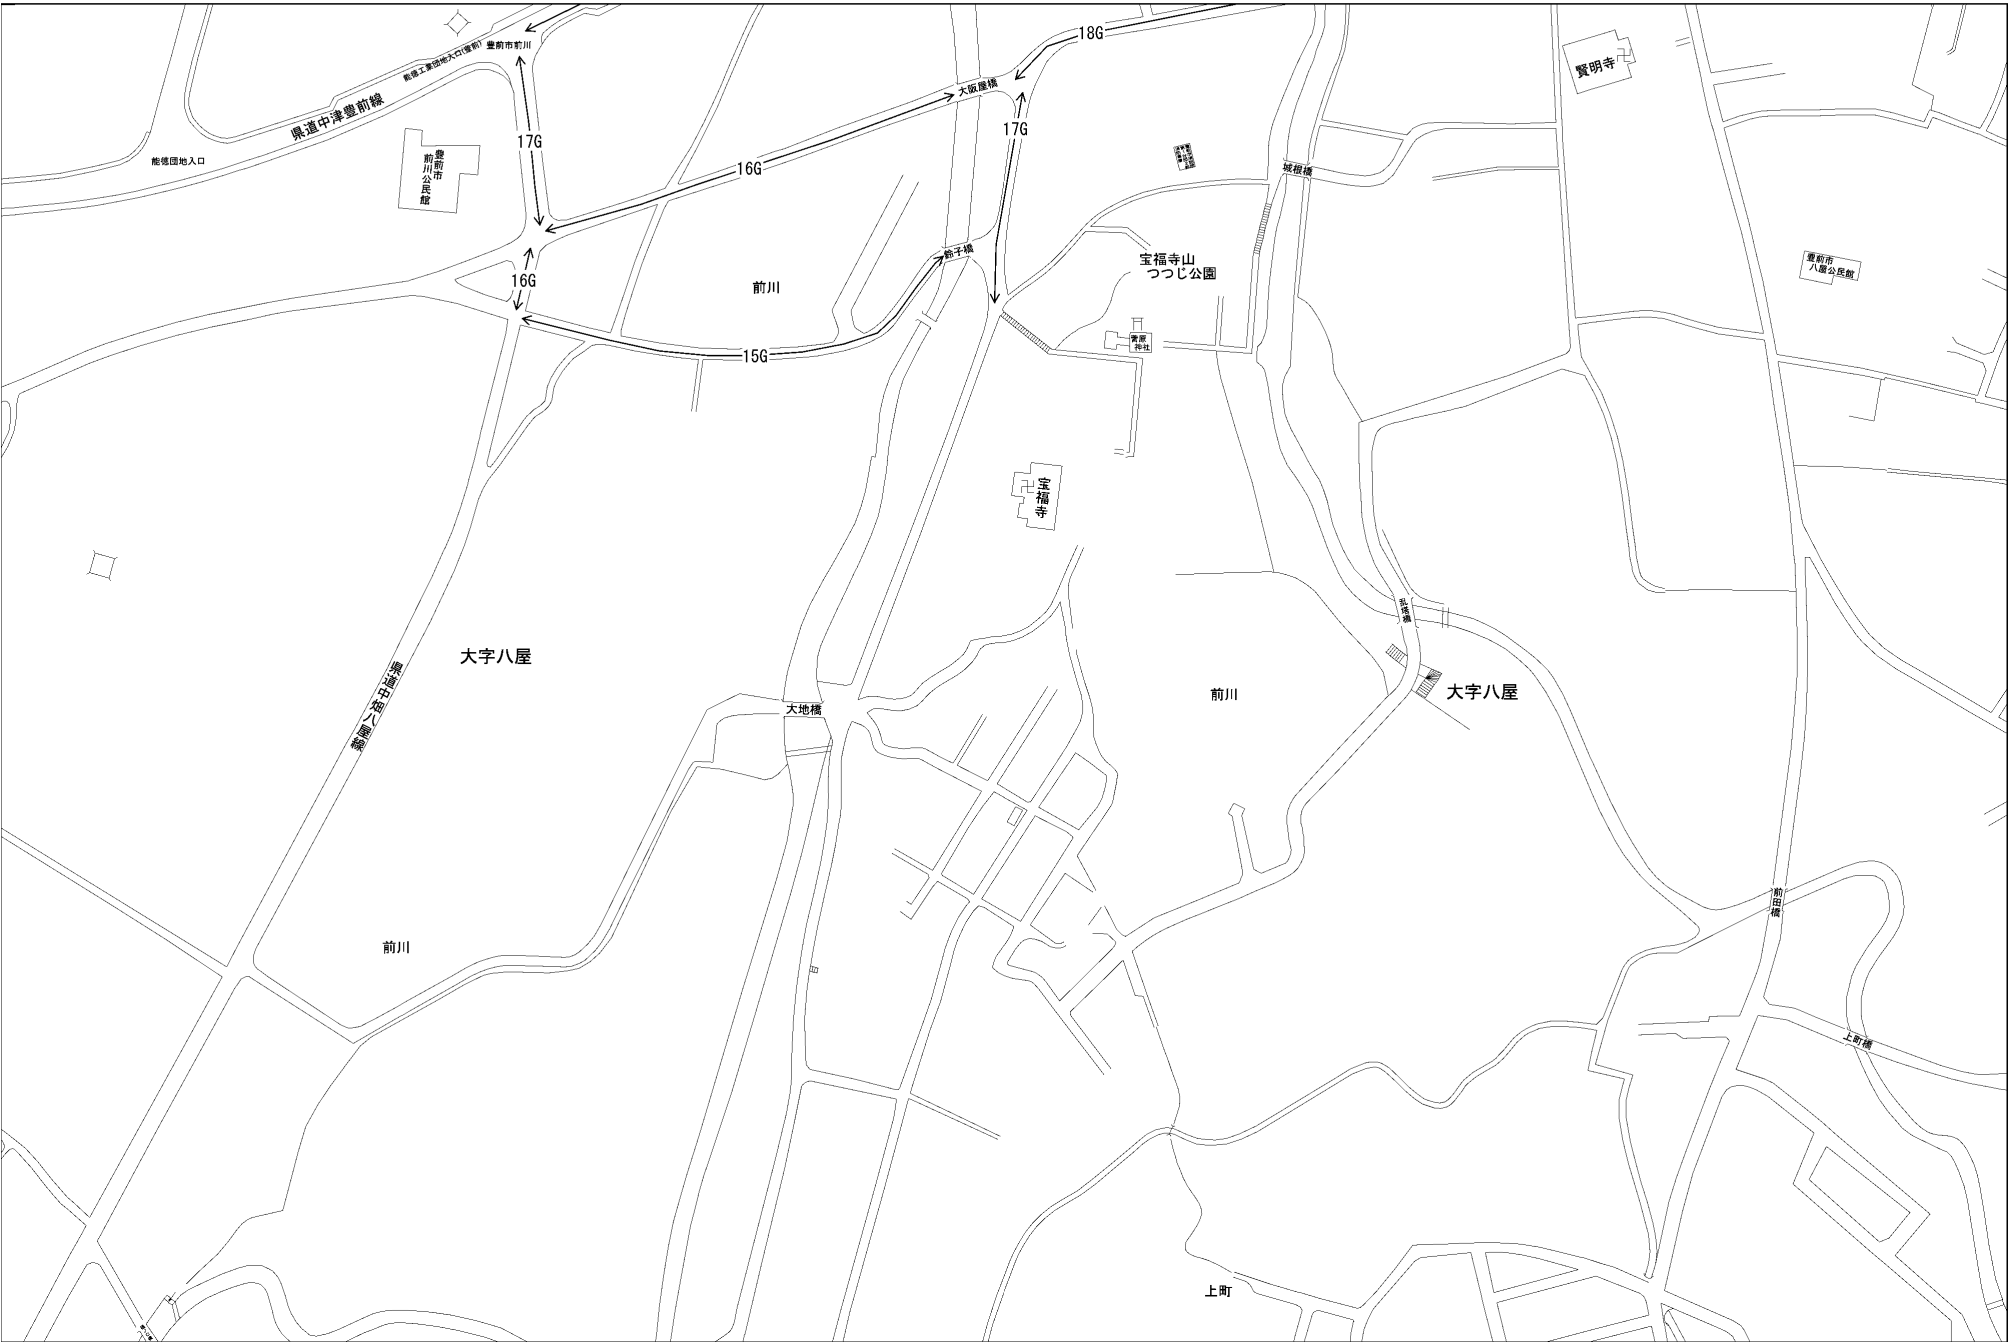 18G
豊前市前川
能徳工業団地入口(豊前)
県道中津豊前線
能徳団地入口
豊前市
前川公民館
17G
16G
大阪屋橋
17G
賢明寺
城根橋
鈴子橋
16G
前川
15G
宝福寺山
つつじ公園
菅原
神社
豊前市
八屋公民館
宝福寺
大字八屋
県道中畑八屋線
大地橋
前川
乱塔橋
大字八屋
前田橋
前川
上町橋
上町